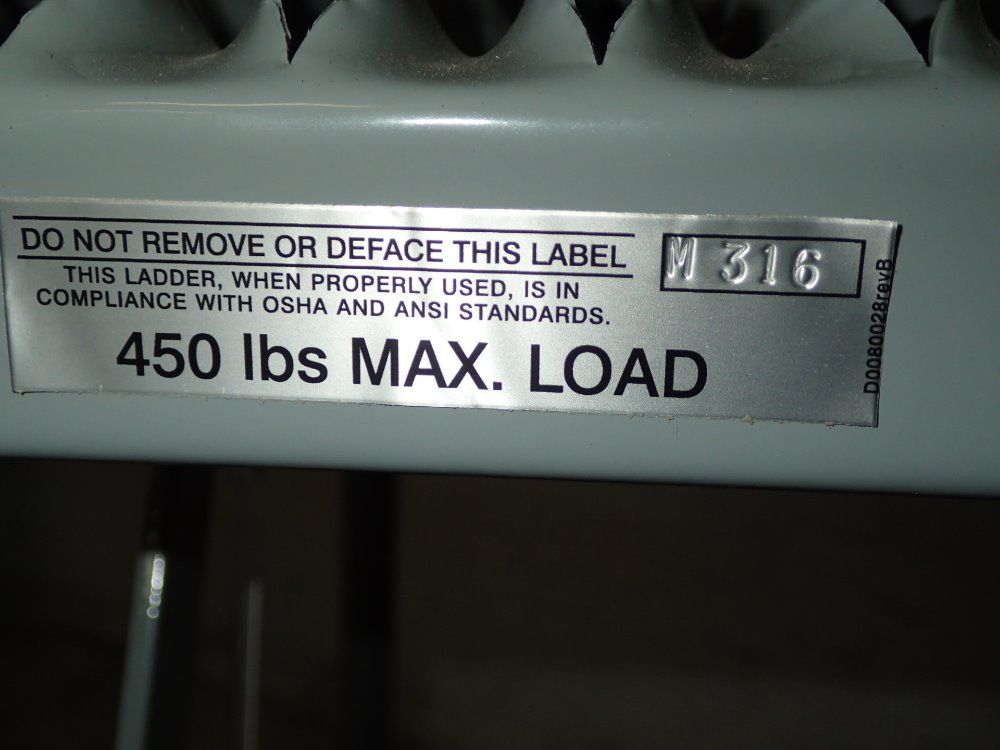 DO NOT REMOVE OR DEFACE THIS LABEL
THIS LADDER, WHEN PROPERLY USED, IS IN
COMPLIANCE WITH OSHA AND ANSI STANDARDS.
450 lbs MAX. LOAD
M 316
D0080028revB